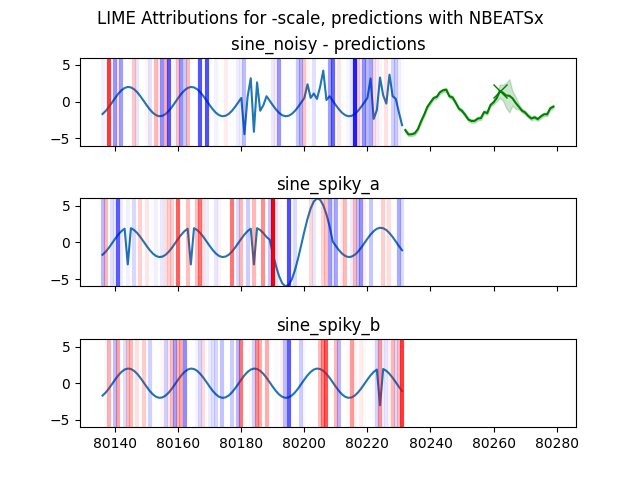 LIME Attributions for -scale, predictions with NBEATSx
sine_noisy - predictions
5
0
−5
sine_spiky_a
5
0
−5
sine_spiky_b
5
0
−5
80140 80160 80180 80200 80220 80240 80260 80280